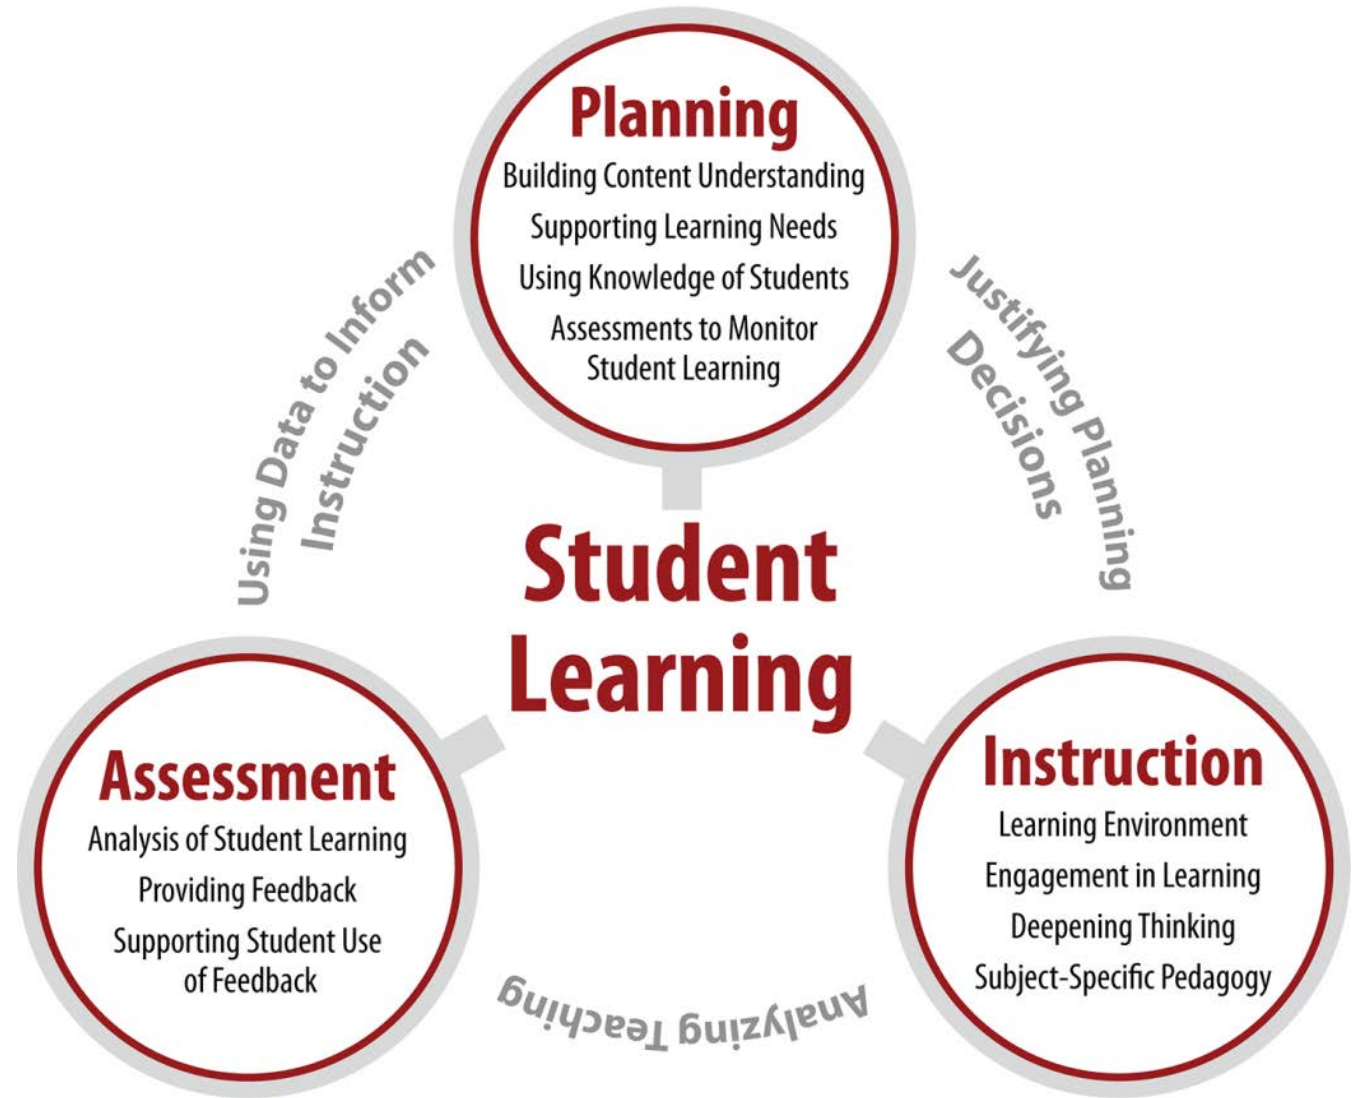 Planning
Building Content Understanding
Supporting Learning Needs
Using Knowledge of Students
Assessments to Monitor
Student Learning
Using Data to Inform
Instruction
Justifying Planning
Decisions
Student
Learning
Assessment
Analysis of Student Learning
Providing Feedback
Supporting Student Use
of Feedback
Instruction
Learning Environment
Engagement in Learning
Deepening Thinking
Subject-Specific Pedagogy
Analyzing Teaching